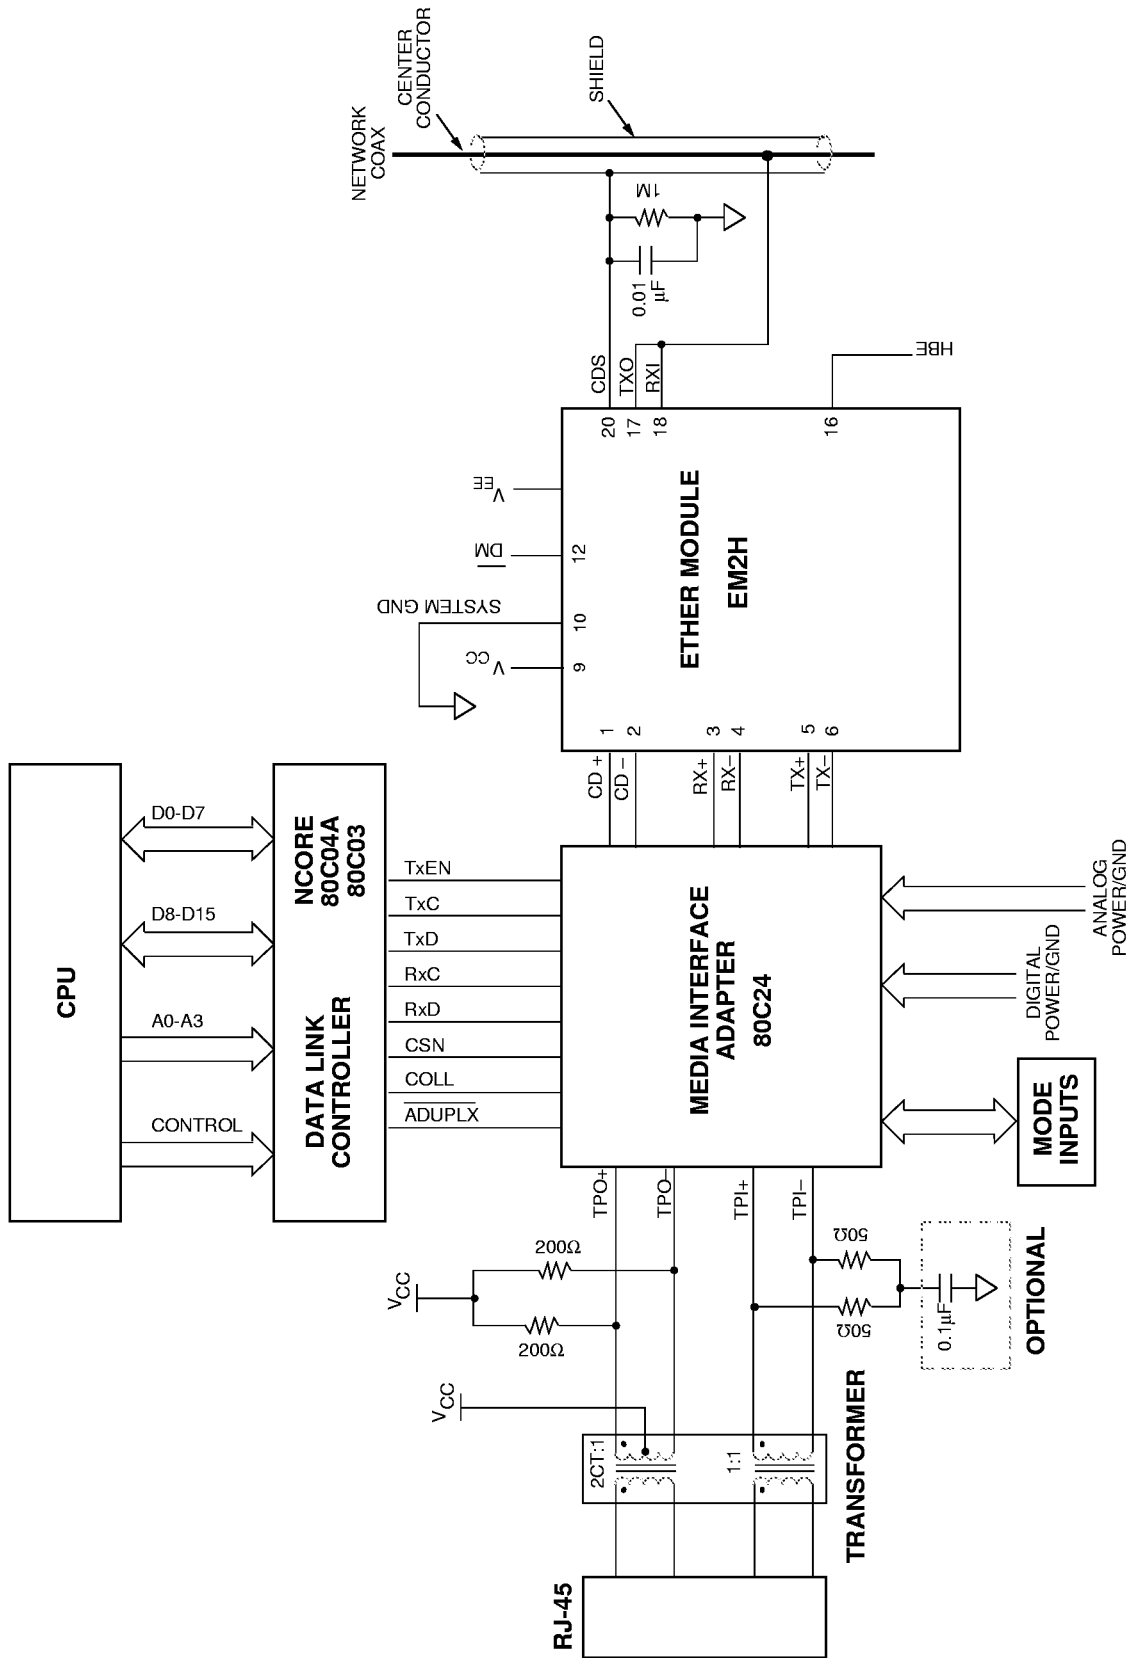 NETWORK
COAX
CENTER
CONDUCTOR
SHIELD
1M
0.01
µF
CDS
TXO
RXI
HBE
20
17
18
16
VEE
DM
SYSTEM GND
VCC
12
10
9
ETHER MODULE
EM2H
1
2
3
4
5
6
CD +
CD –
RX+
RX–
TX+
TX–
CPU
D0-D7
D8-D15
A0-A3
CONTROL
NCORE
80C04A
80C03
DATA LINK
CONTROLLER
TxEN
TxC
TxD
RxC
RxD
CSN
COLL
ADUPLX
MEDIA INTERFACE
ADAPTER
80C24
ANALOG
POWER/GND
DIGITAL
POWER/GND
MODE
INPUTS
TPO+
TPO–
TPI+
TPI–
200Ω
200Ω
VCC
VCC
50Ω
50Ω
0.1µF
OPTIONAL
2CT:1
1:1
TRANSFORMER
RJ-45